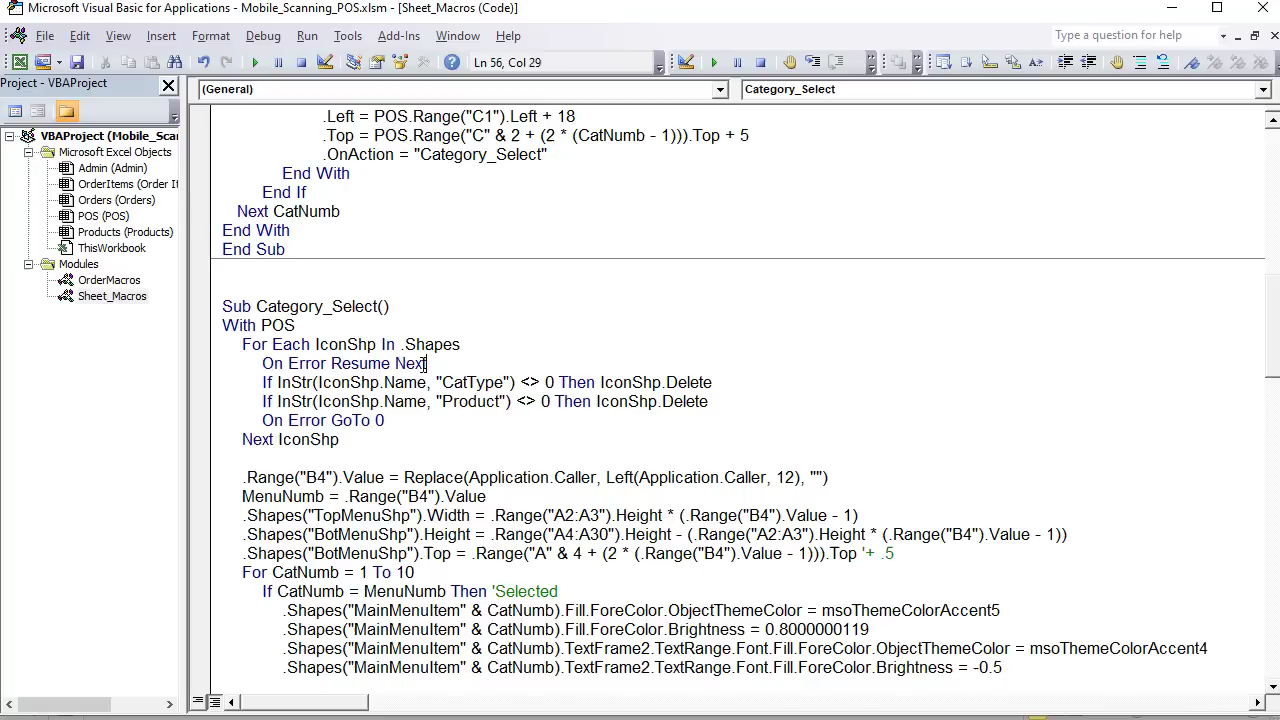 Microsoft Visual Basic for Applications - Mobile_Scanning_POS.xlsm - [Sheet_Macros (Code)]
File Edit View Insert Format Debug Run Tools Add-Ins Window Help
Type a question for help
Ln 56, Col 29
Project - VBAProject
(General)
Category_Select
VBAProject (Mobile_Scar
Microsoft Excel Objects
Admin (Admin)
OrderItems (Order It
Orders (Orders)
POS (POS)
Products (Products)
ThisWorkbook
Modules
OrderMacros
Sheet_Macros
.Left = POS.Range("C1").Left + 18
.Top = POS.Range("C" & 2 + (2 * (CatNumb - 1))).Top + 5
.OnAction = "Category_Select"
End With
End If
Next CatNumb
End With
End Sub
Sub Category_Select()
With POS
For Each IconShp In .Shapes
On Error Resume Next
If InStr(IconShp.Name, "CatType") <> 0 Then IconShp.Delete
If InStr(IconShp.Name, "Product") <> 0 Then IconShp.Delete
On Error GoTo 0
Next IconShp
.Range("B4").Value = Replace(Application.Caller, Left(Application.Caller, 12), "")
MenuNumb = .Range("B4").Value
.Shapes("TopMenuShp").Width = .Range("A2:A3").Height * (.Range("B4").Value - 1)
.Shapes("BotMenuShp").Height = .Range("A4:A30").Height - (.Range("A2:A3").Height * (.Range("B4").Value - 1))
.Shapes("BotMenuShp").Top = .Range("A" & 4 + (2 * (.Range("B4").Value - 1))).Top '+ .5
For CatNumb = 1 To 10
If CatNumb = MenuNumb Then 'Selected
.Shapes("MainMenuItem" & CatNumb).Fill.ForeColor.ObjectThemeColor = msoThemeColorAccent5
.Shapes("MainMenuItem" & CatNumb).Fill.ForeColor.Brightness = 0.8000000119
.Shapes("MainMenuItem" & CatNumb).TextFrame2.TextRange.Font.Fill.ForeColor.ObjectThemeColor = msoThemeColorAccent4
.Shapes("MainMenuItem" & CatNumb).TextFrame2.TextRange.Font.Fill.ForeColor.Brightness = -0.5